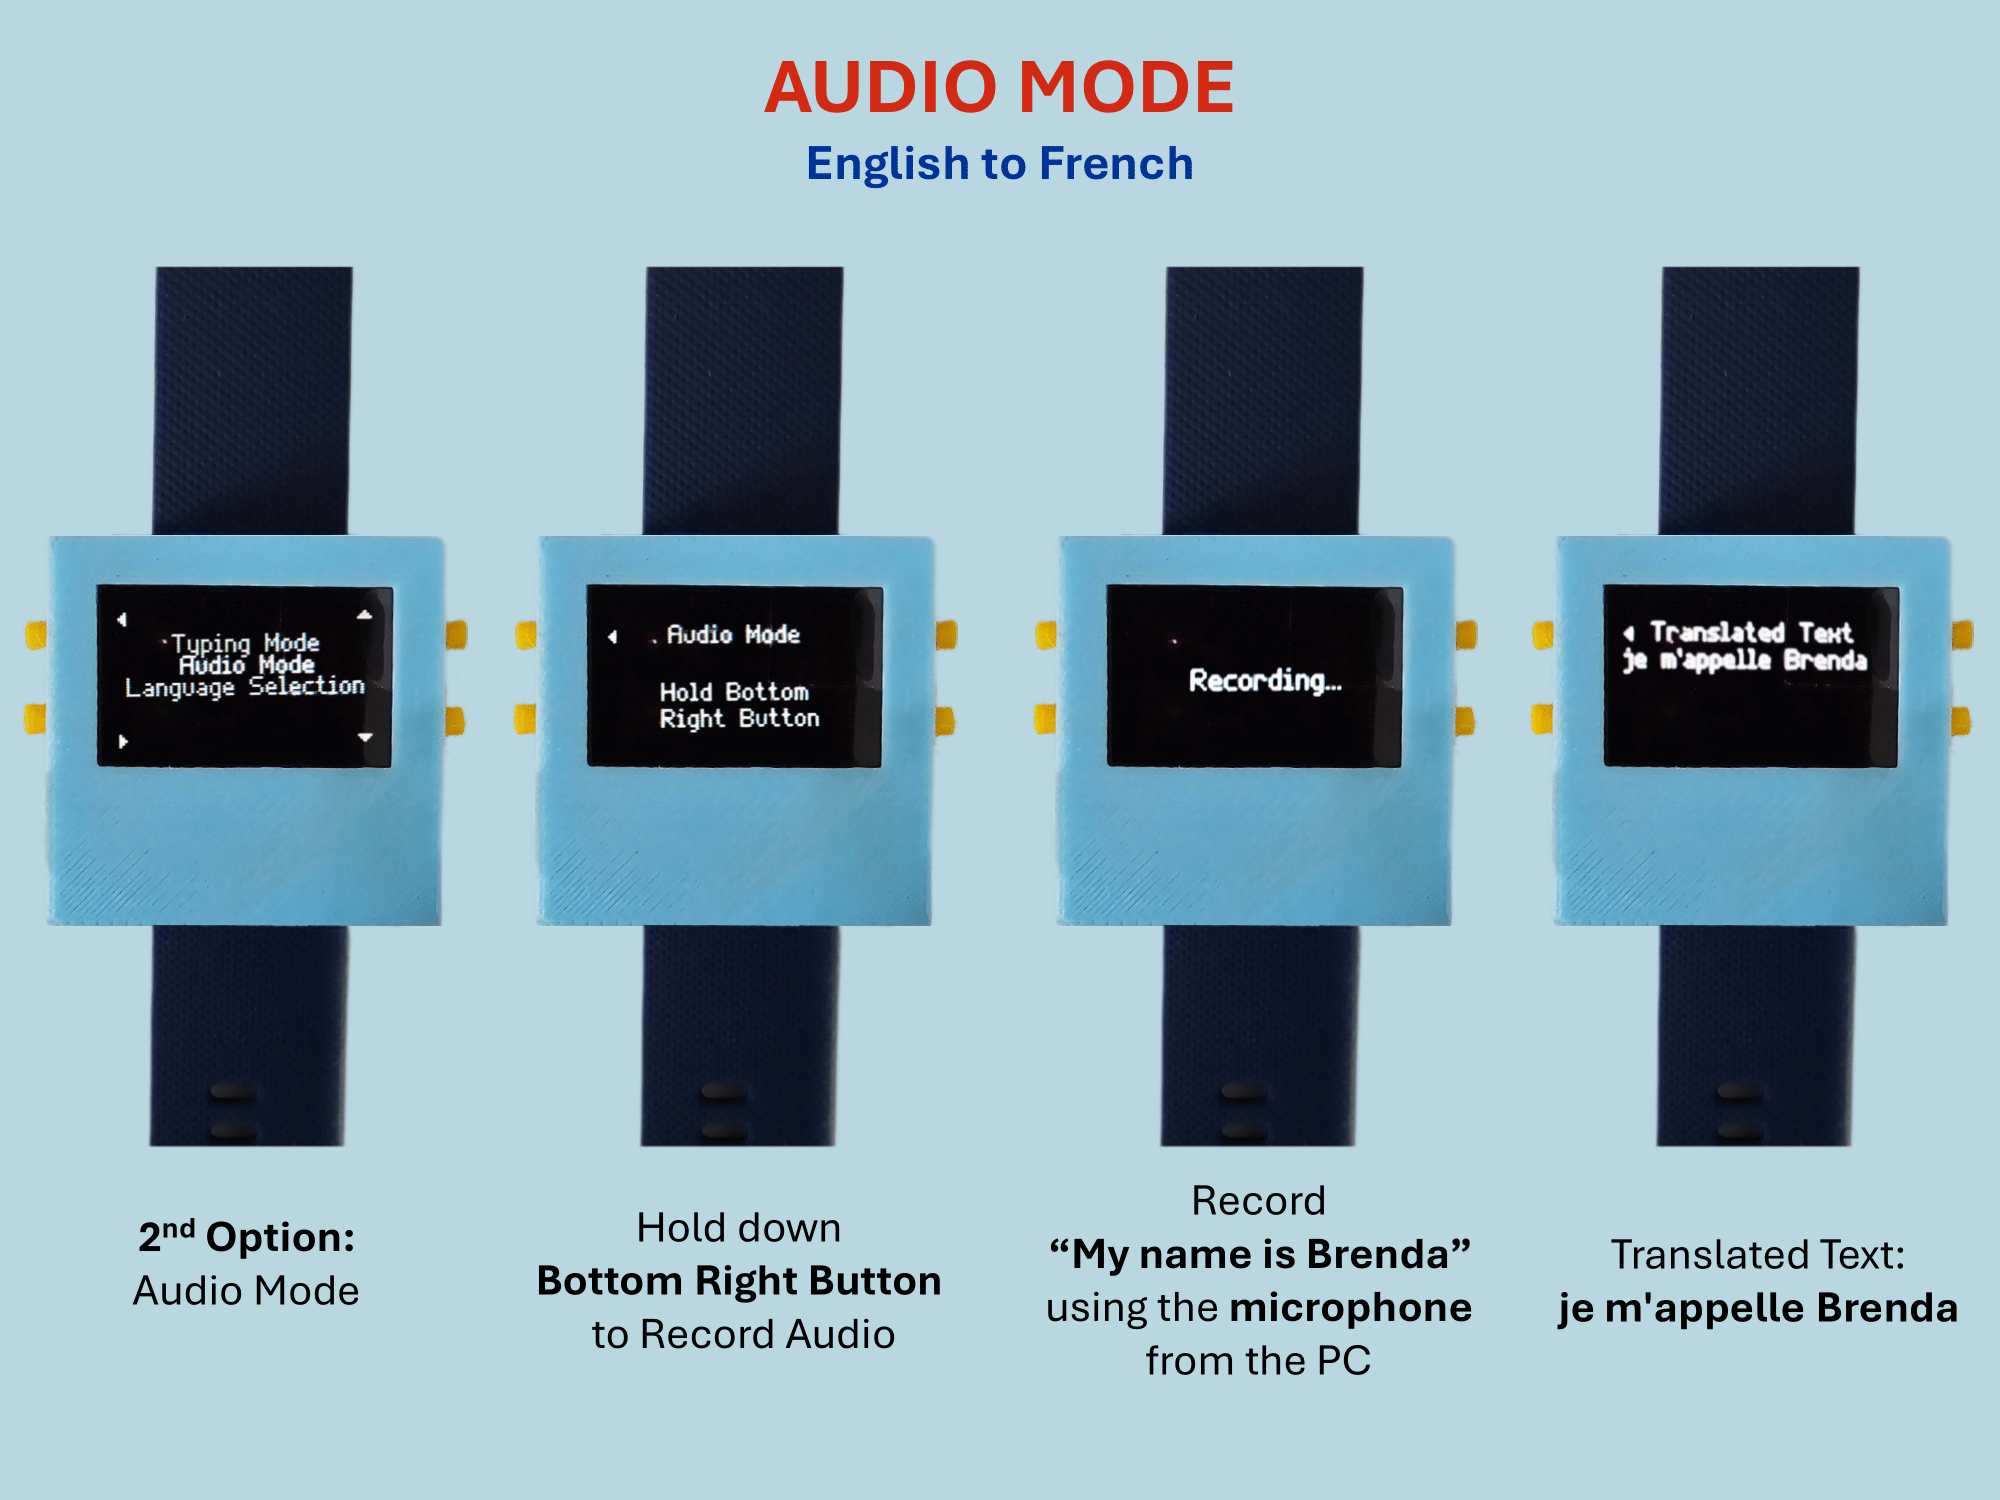 AUDIO MODE
English to French
Typing Mode
Audio Mode
Language Selection
Audio Mode
Hold Bottom
Right Button
Recording...
Translated Text
je m'appelle Brenda
2nd Option:
Audio Mode
Hold down
Bottom Right Button
to Record Audio
Record
“My name is Brenda”
using the microphone
from the PC
Translated Text:
je m'appelle Brenda